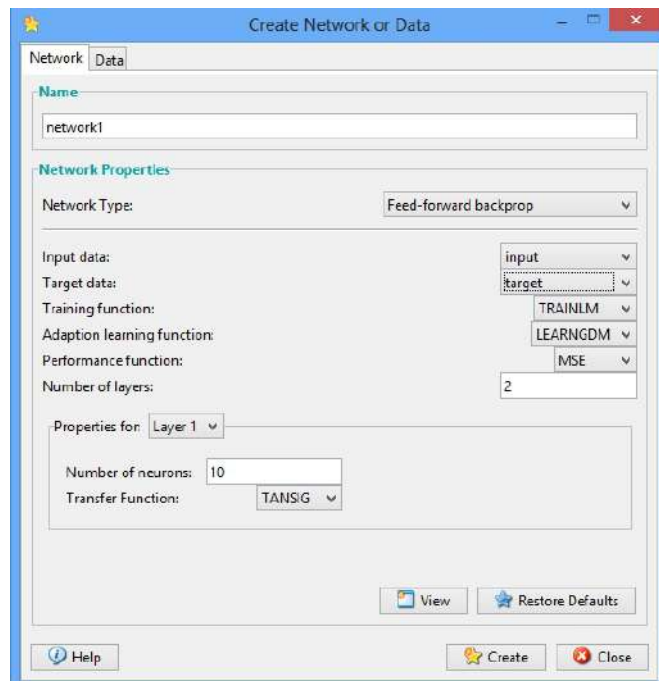 Create Network or Data
Network Data
Name
network1
Network Properties
Network Type: Feed-forward backprop
Input data: input
Target data: target
Training function: TRAINLM
Adaption learning function: LEARNGDM
Performance function: MSE
Number of layers: 2
Properties for: Layer 1
Number of neurons: 10
Transfer Function: TANSIG
View Restore Defaults
Help Create Close